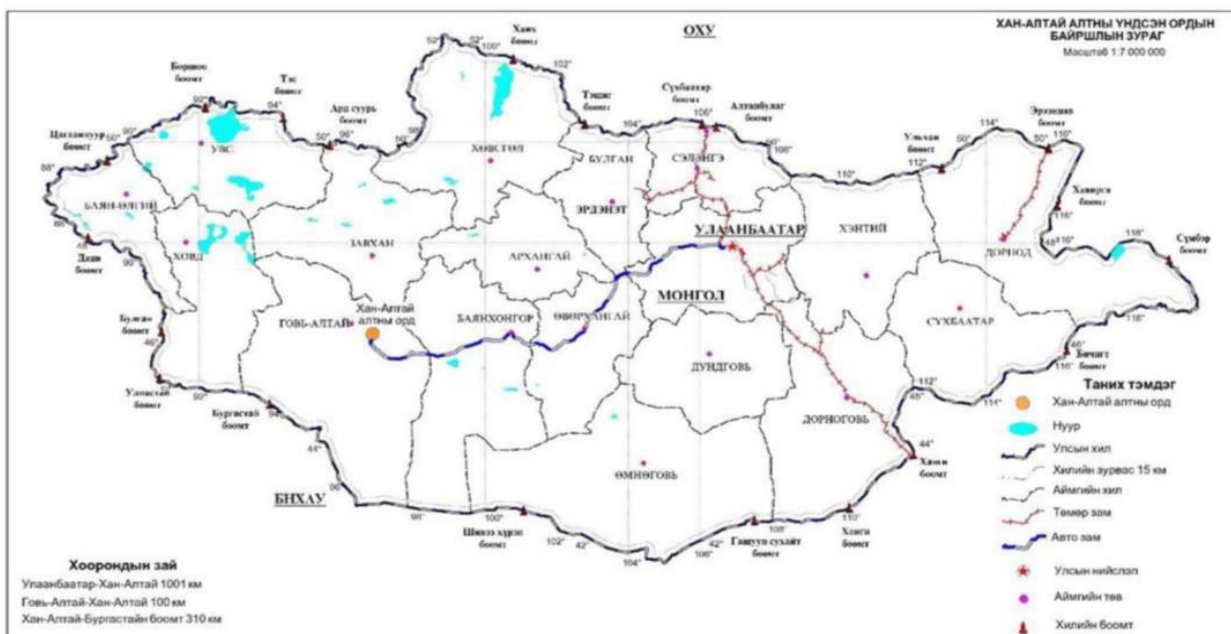 ХАН-АЛТАЙ АЛТНЫ ҮНДСЭН ОРДЫН
БАЙРШЛЫН ЗУРАГ
Масштаб 1:7 000 000
ОХУ
Ханх
боомт
Боршоо
боомт
Тэс
боомт
Арц суурь
боомт
Тэшиг
боомт
Сүхбаатар
боомт
Алтанбулаг
боомт
Ульхан
боомт
Эрээнцав
боомт
Цагааннуур
боомт
УВС
ХӨВСГӨЛ
БУЛГАН
СЭЛЭНГЭ
Хавирга
боомт
БАЯН-ӨЛГИЙ
ЭРДЭНЭТ
УЛААНБААТАР
ХЭНТИЙ
Сүмбэр
боомт
ХОВД
ЗАВХАН
АРХАНГАЙ
ДОРНОД
боомт
МОНГОЛ
Хан-Алтай
алтны орд
ГОВЬ-АЛТАЙ
БАЯНХОНГОР
ӨВӨРХАНГАЙ
СҮХБААТАР
Булган
боомт
ДУНДГОВЬ
Бичигт
боомт
боомт
Бургастай
боомт
ДОРНОГОВЬ
ӨМНӨГОВЬ
боомт
БНХАУ
Шивээ хүрэн
боомт
Гашуун сухайт
боомт
Ханги
боомт
Таних тэмдэг
Хан-Алтай алтны орд
Нуур
Улсын хил
Хилийн зурвас 15 км
Аймгийн хил
Төмөр зам
Авто зам
Улсын нийслэл
Аймгийн төв
Хилийн боомт
Хоорондын зай
Улаанбаатар-Хан-Алтай 1001 км
Говь-Алтай-Хан-Алтай 100 км
Хан-Алтай-Бургастайн боомт 310 км